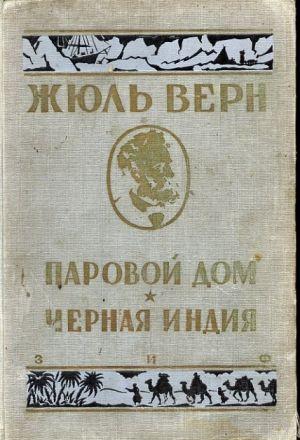 ЖЮЛЬ ВЕРН
ПАРОВОЙ ДОМ
★
ЧЕРНАЯ ИНДИЯ
З И Ф